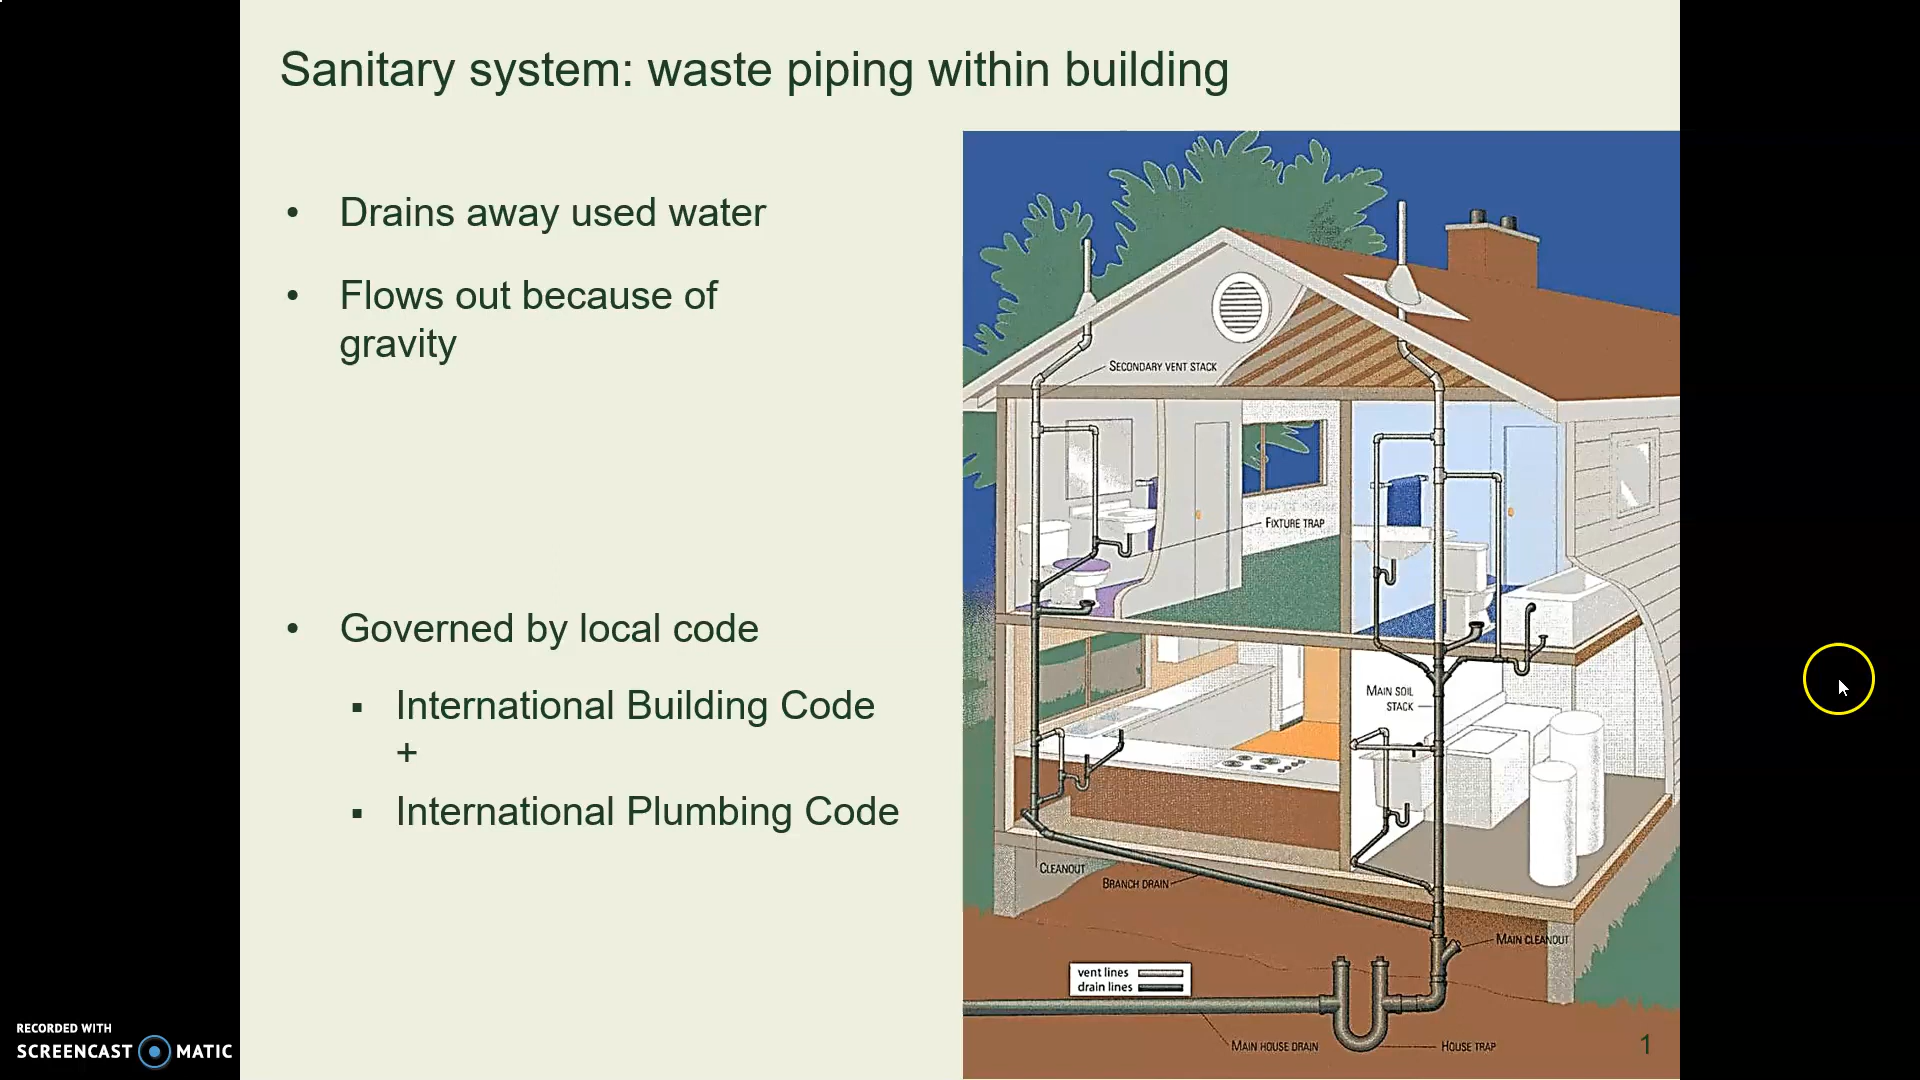 Sanitary system: waste piping within building
• Drains away used water
• Flows out because of
gravity
• Governed by local code
▪ International Building Code
+
▪ International Plumbing Code
SECONDARY VENT STACK
FIXTURE TRAP
MAIN SOIL
STACK
CLEANOUT
BRANCH DRAIN
MAIN CLEANOUT
vent lines
drain lines
MAIN HOUSE DRAIN
HOUSE TRAP
1
RECORDED WITH
SCREENCAST MATIC